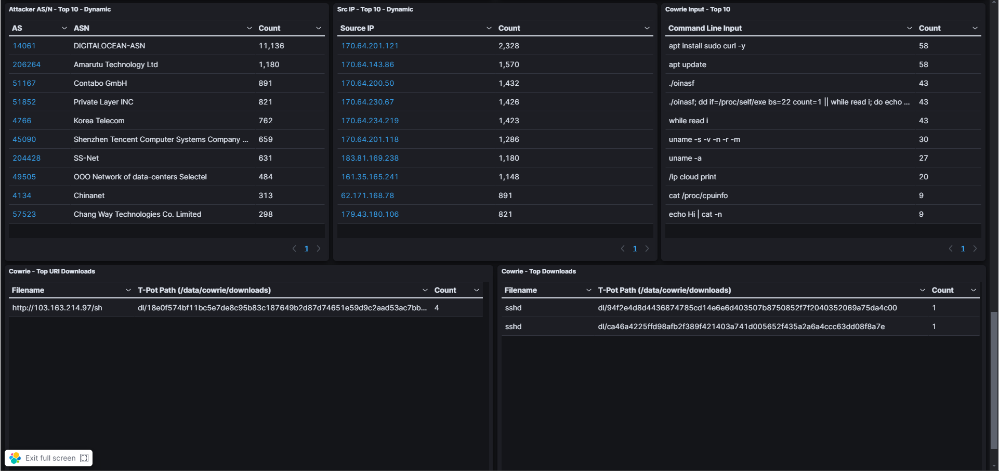 Attacker AS/N - Top 10 - Dynamic
AS ASN Count
14061 DIGITALOCEAN-ASN 11,136
206264 Amarutu Technology Ltd 1,180
51167 Contabo GmbH 891
51852 Private Layer INC 821
4766 Korea Telecom 762
45090 Shenzhen Tencent Computer Systems Company ... 659
204428 SS-Net 631
49505 OOO Network of data-centers Selectel 484
4134 Chinanet 313
57523 Chang Way Technologies Co. Limited 298
1
Src IP - Top 10 - Dynamic
Source IP Count
170.64.201.121 2,328
170.64.143.86 1,570
170.64.200.50 1,432
170.64.230.67 1,426
170.64.234.219 1,423
170.64.201.118 1,286
183.81.169.238 1,180
161.35.165.241 1,148
62.171.168.78 891
179.43.180.106 821
1
Cowrie Input - Top 10
Command Line Input Count
apt install sudo curl -y 58
apt update 58
./oinasf 43
./oinasf; dd if=/proc/self/exe bs=22 count=1 || while read i; do echo ... 43
while read i 43
uname -s -v -n -r -m 30
uname -a 27
/ip cloud print 20
cat /proc/cpuinfo 9
echo Hi | cat -n 9
1
Cowrie - Top URI Downloads
Filename T-Pot Path (/data/cowrie/downloads) Count
http://103.163.214.97/sh dl/18e0f574bf11bc5e7de8c95b83c187649b2d87d74651e59d9c2aad53ac7bb... 4
Cowrie - Top Downloads
Filename T-Pot Path (/data/cowrie/downloads) Count
sshd dl/94f2e4d8d4436874785cd14e6e6d403507b8750852f7f2040352069a75da4c00 1
sshd dl/ca46a4225ffd98afb2f389f421403a741d005652f435a2a6a4ccc63dd08f8a7e 1
Exit full screen